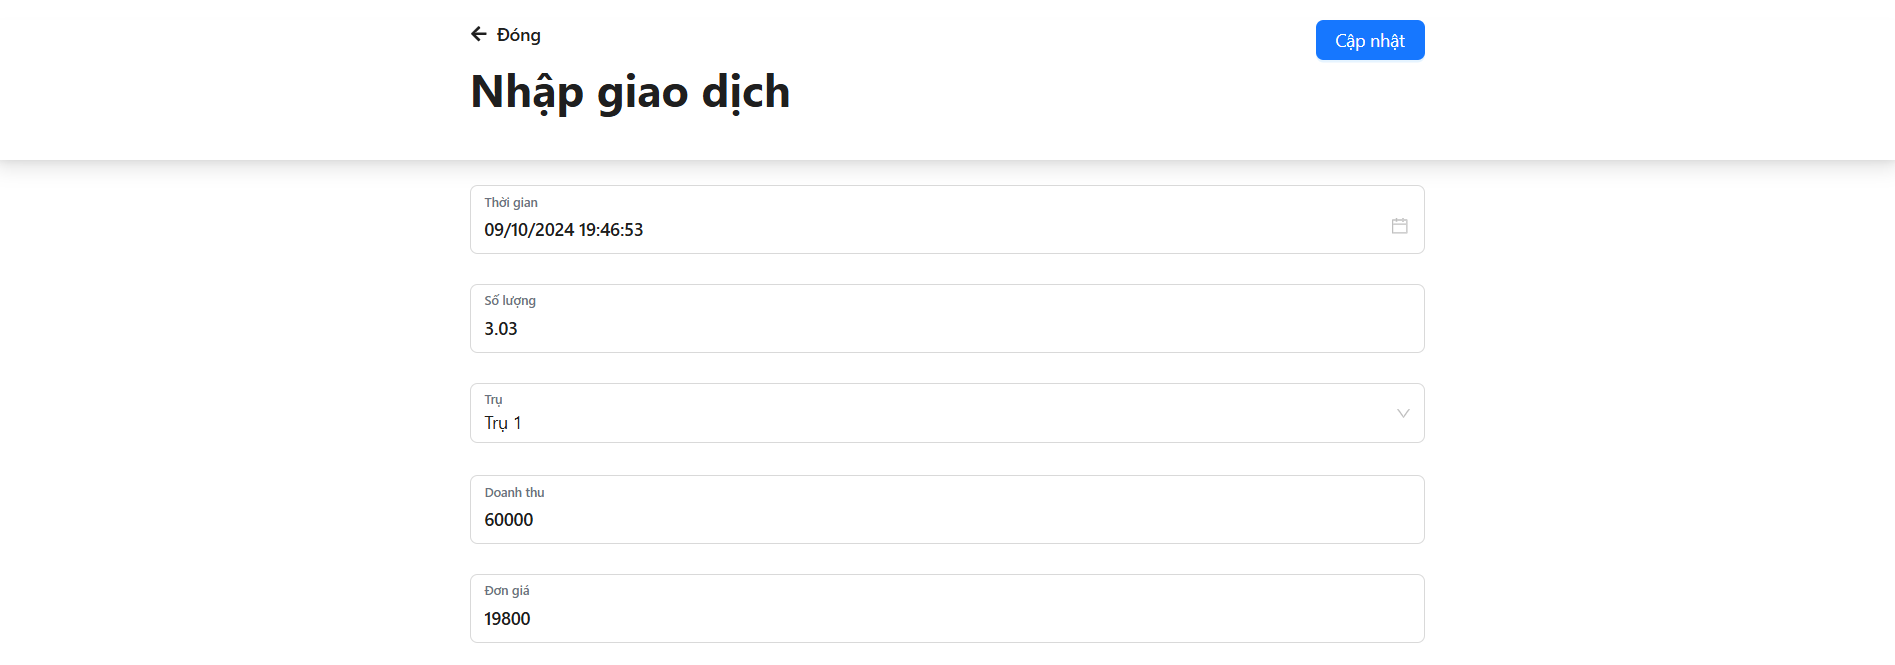 Đóng
Cập nhật
Nhập giao dịch
Thời gian
09/10/2024 19:46:53
Số lượng
3.03
Trụ
Trụ 1
Doanh thu
60000
Đơn giá
19800